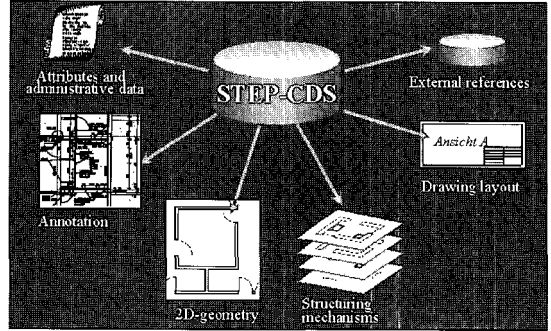 Attributes and
administrative data
STEP-CDS
External references
Ansicht A
Drawing layout
Annotation
2D-geometry
Structuring
mechanisms